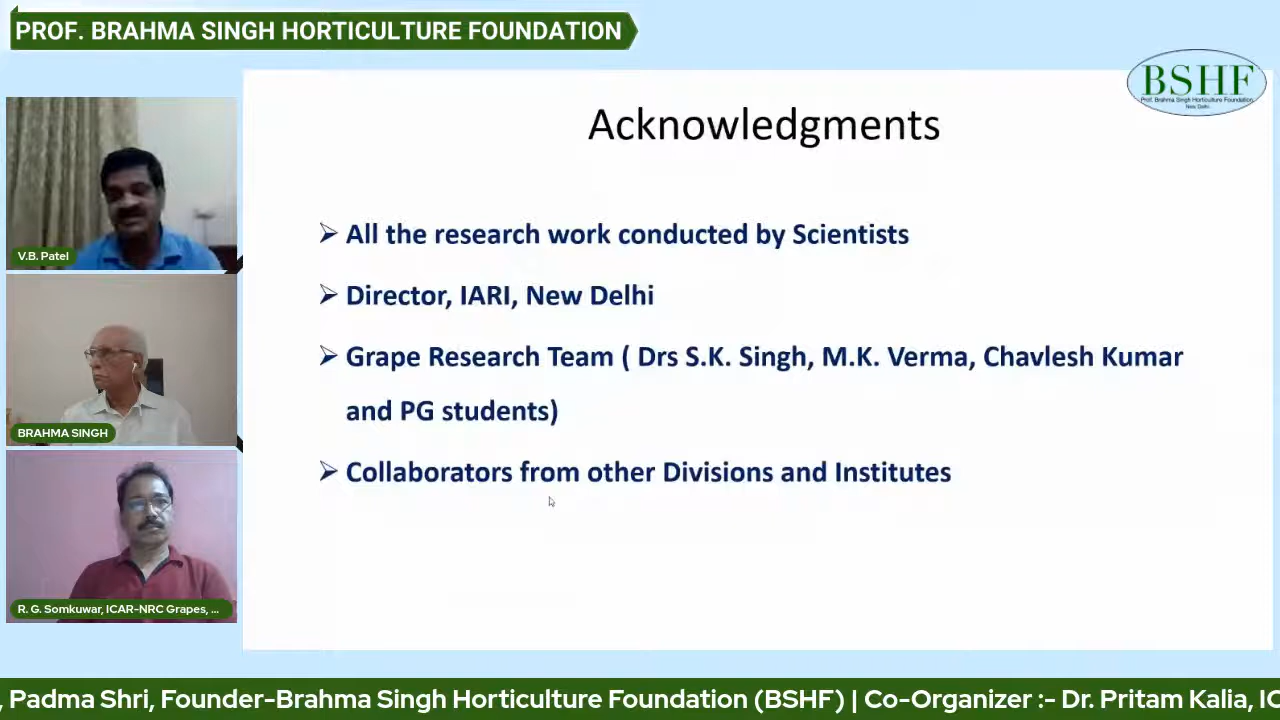 PROF. BRAHMA SINGH HORTICULTURE FOUNDATION
BSHF
Prof. Brahma Singh Horticulture Foundation
New Delhi
Acknowledgments
All the research work conducted by Scientists
Director, IARI, New Delhi
Grape Research Team ( Drs S.K. Singh, M.K. Verma, Chavlesh Kumar
and PG students)
Collaborators from other Divisions and Institutes
V.B. Patel
BRAHMA SINGH
R. G. Somkuwar, ICAR-NRC Grapes, ...
, Padma Shri, Founder-Brahma Singh Horticulture Foundation (BSHF) | Co-Organizer :- Dr. Pritam Kalia, IC